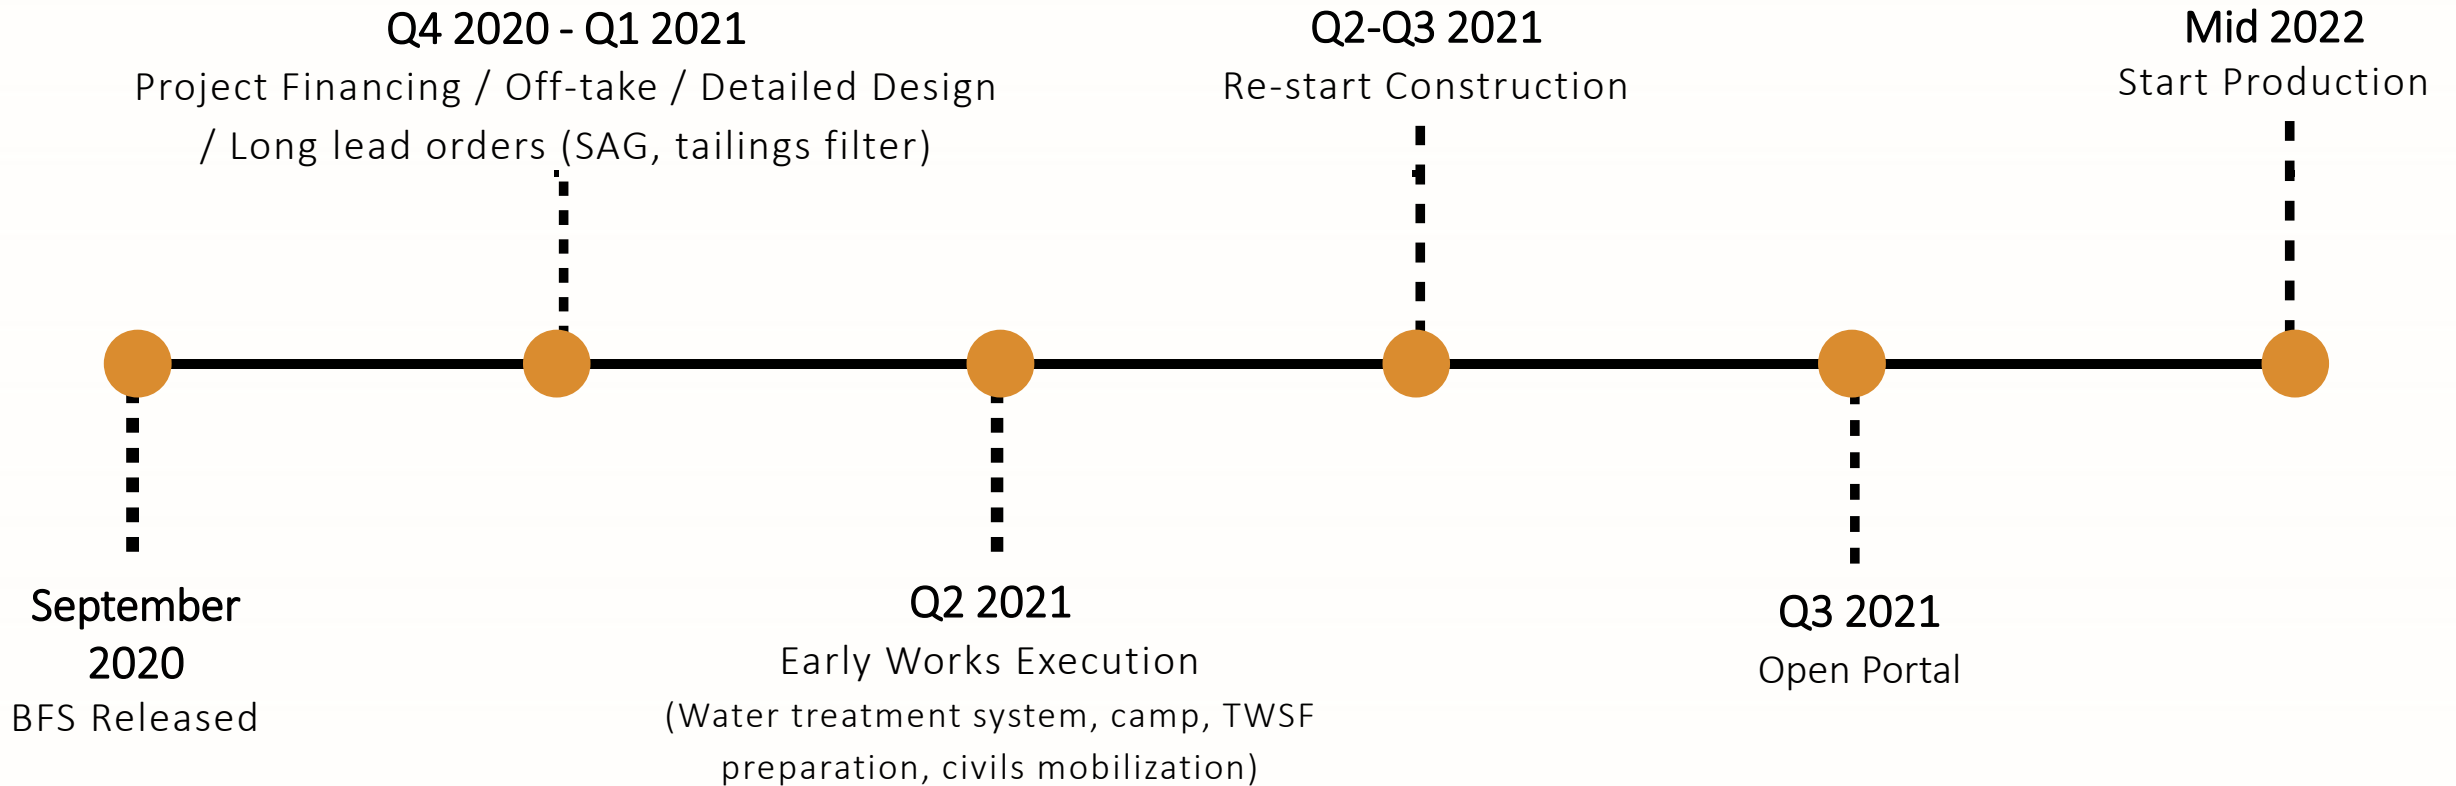 Q4 2020 - Q1 2021
Project Financing / Off-take / Detailed Design
/ Long lead orders (SAG, tailings filter)
Q2-Q3 2021
Re-start Construction
Mid 2022
Start Production
September
2020
BFS Released
Q2 2021
Early Works Execution
(Water treatment system, camp, TWSF
preparation, civils mobilization)
Q3 2021
Open Portal